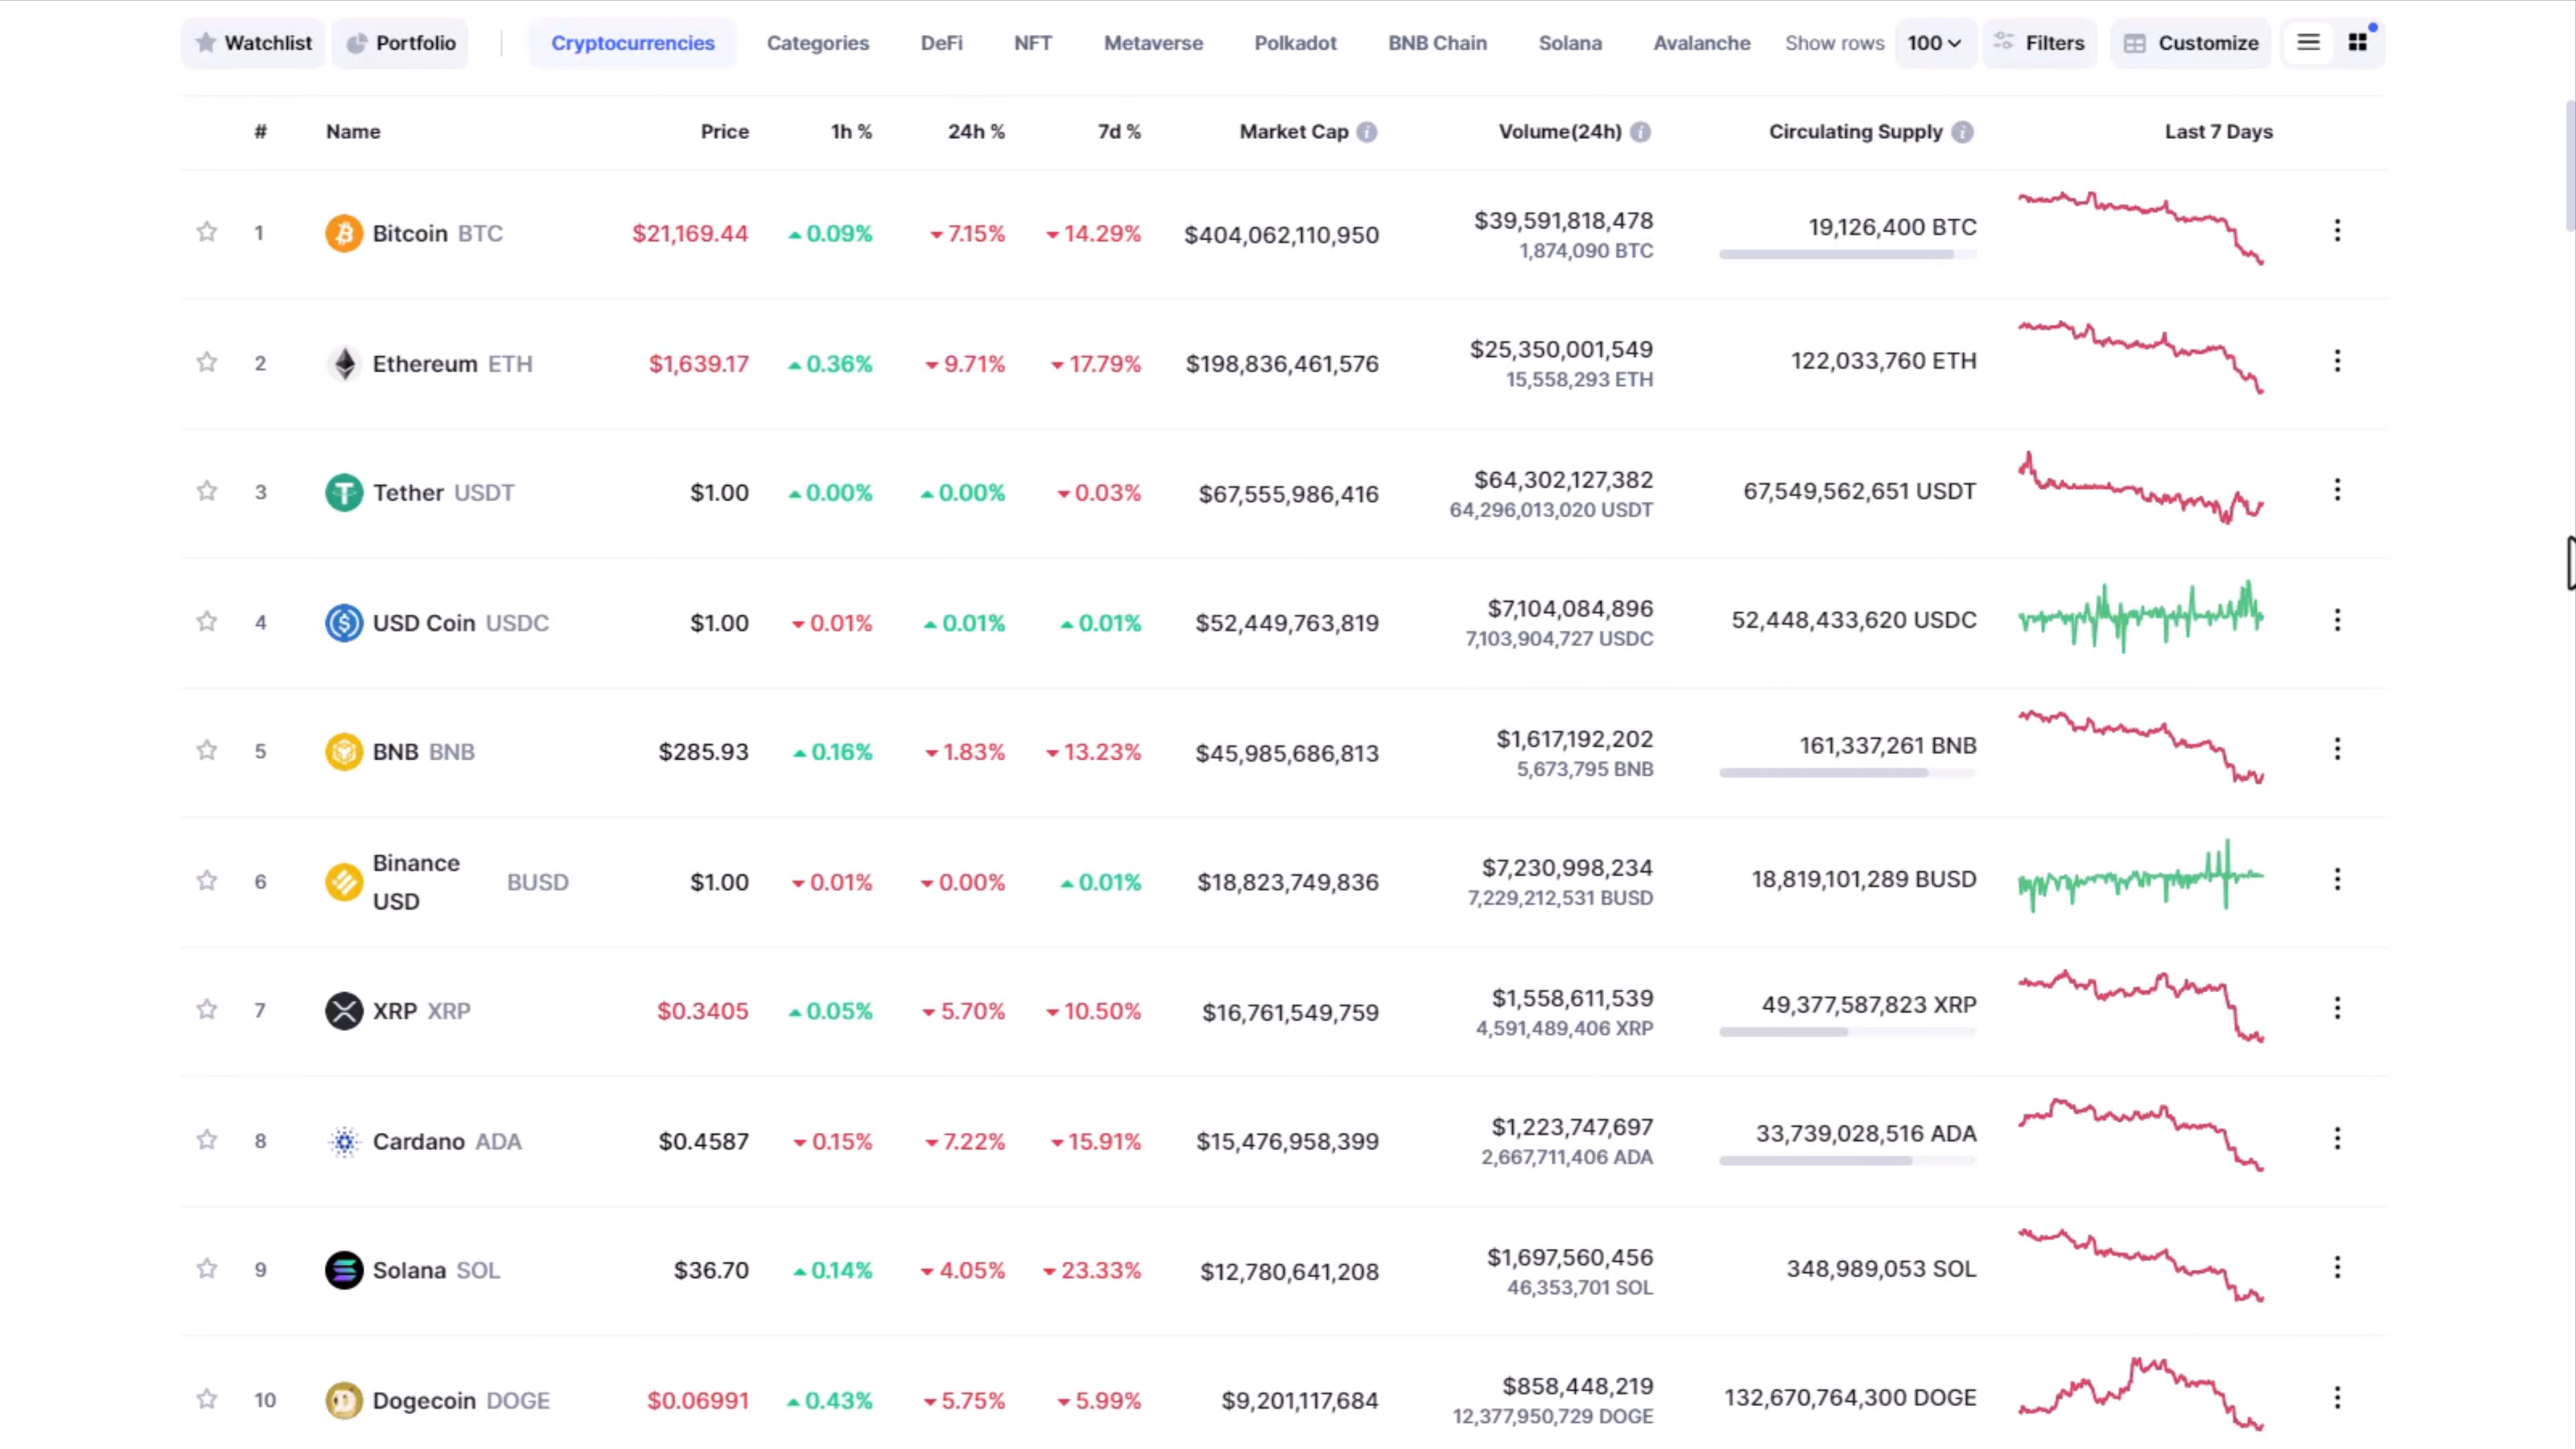 Watchlist Portfolio Cryptocurrencies Categories DeFi NFT Metaverse Polkadot BNB Chain Solana Avalanche Show rows 100 Filters Customize
# Name Price 1h % 24h % 7d % Market Cap Volume(24h) Circulating Supply Last 7 Days
1 Bitcoin BTC $21,169.44 0.09% 7.15% 14.29% $404,062,110,950 $39,591,818,478 19,126,400 BTC
1,874,090 BTC
2 Ethereum ETH $1,639.17 0.36% 9.71% 17.79% $198,836,461,576 $25,350,001,549 122,033,760 ETH
15,558,293 ETH
3 Tether USDT $1.00 0.00% 0.00% 0.03% $67,555,986,416 $64,302,127,382 67,549,562,651 USDT
64,296,013,020 USDT
4 USD Coin USDC $1.00 0.01% 0.01% 0.01% $52,449,763,819 $7,104,084,896 52,448,433,620 USDC
7,103,904,727 USDC
5 BNB BNB $285.93 0.16% 1.83% 13.23% $45,985,686,813 $1,617,192,202 161,337,261 BNB
5,673,795 BNB
6 Binance USD BUSD $1.00 0.01% 0.00% 0.01% $18,823,749,836 $7,230,998,234 18,819,101,289 BUSD
7,229,212,531 BUSD
7 XRP XRP $0.3405 0.05% 5.70% 10.50% $16,761,549,759 $1,558,611,539 49,377,587,823 XRP
4,591,489,406 XRP
8 Cardano ADA $0.4587 0.15% 7.22% 15.91% $15,476,958,399 $1,223,747,697 33,739,028,516 ADA
2,667,711,406 ADA
9 Solana SOL $36.70 0.14% 4.05% 23.33% $12,780,641,208 $1,697,560,456 348,989,053 SOL
46,353,701 SOL
10 Dogecoin DOGE $0.06991 0.43% 5.75% 5.99% $9,201,117,684 $858,448,219 132,670,764,300 DOGE
12,377,950,729 DOGE